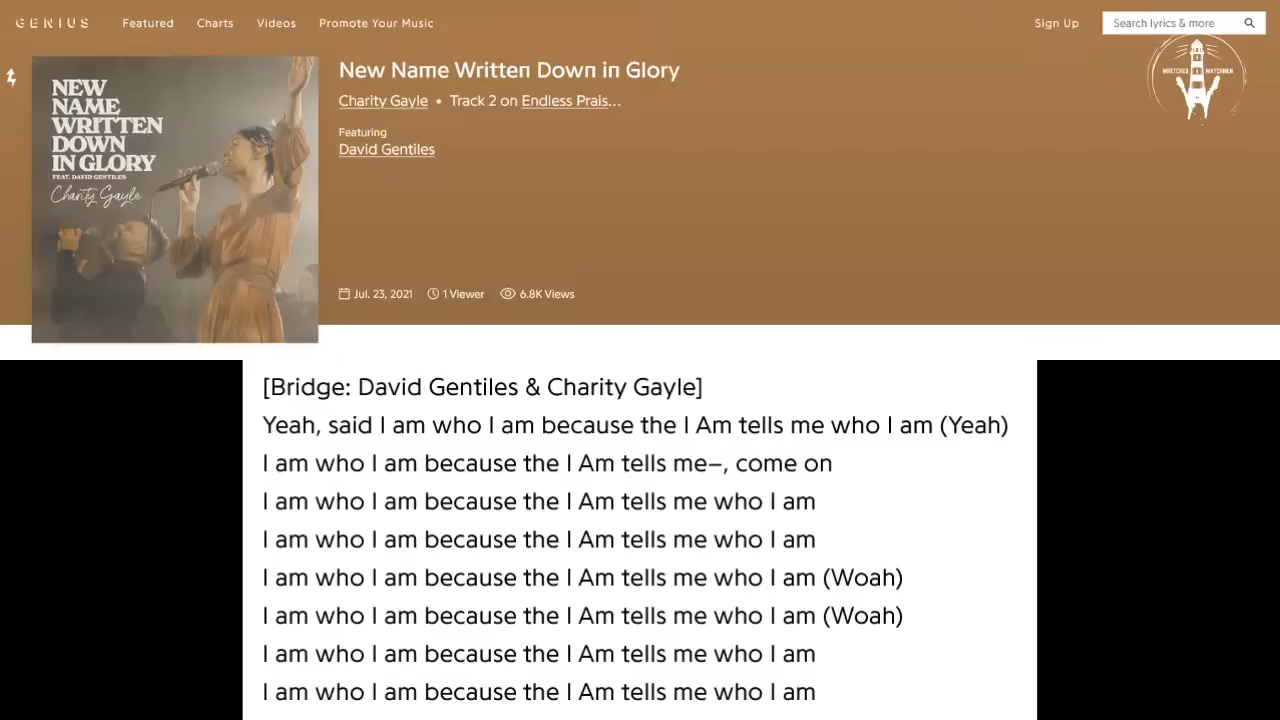 GENIUS
Featured
Charts
Videos
Promote Your Music
Sign Up
Search lyrics & more
WRETCHED WATCHMEN
NEW
NAME
WRITTEN
DOWN
IN GLORY
FEAT. DAVID GENTILES
Charity Gayle
New Name Written Down in Glory
Charity Gayle • Track 2 on Endless Prais...
Featuring
David Gentiles
Jul. 23, 2021
1 Viewer
6.8K Views
[Bridge: David Gentiles & Charity Gayle]
Yeah, said I am who I am because the I Am tells me who I am (Yeah)
I am who I am because the I Am tells me–, come on
I am who I am because the I Am tells me who I am
I am who I am because the I Am tells me who I am
I am who I am because the I Am tells me who I am (Woah)
I am who I am because the I Am tells me who I am (Woah)
I am who I am because the I Am tells me who I am
I am who I am because the I Am tells me who I am